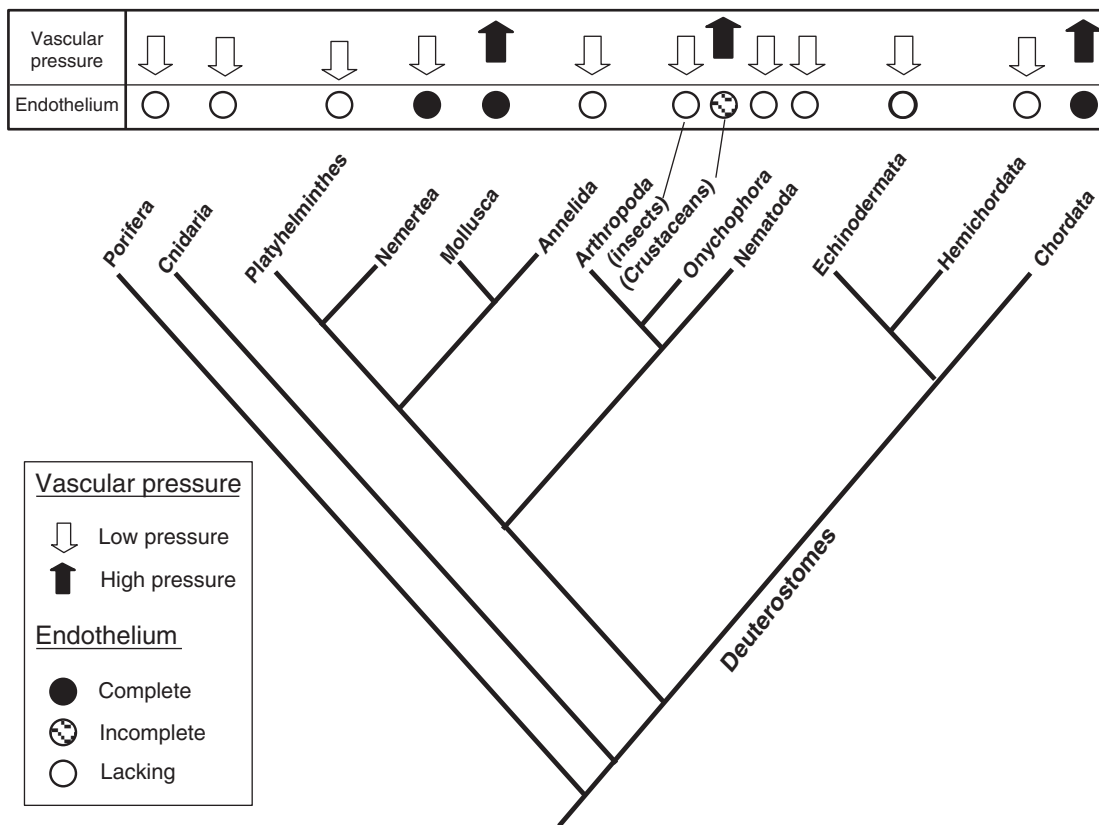 Vascular
pressure
Endothelium
Porifera
Cnidaria
Platyhelminthes
Nemertea
Mollusca
Annelida
Arthropoda
(insects)
(Crustaceans)
Onychophora
Nematoda
Echinodermata
Hemichordata
Chordata
Deuterostomes
Vascular pressure
Low pressure
High pressure
Endothelium
Complete
Incomplete
Lacking